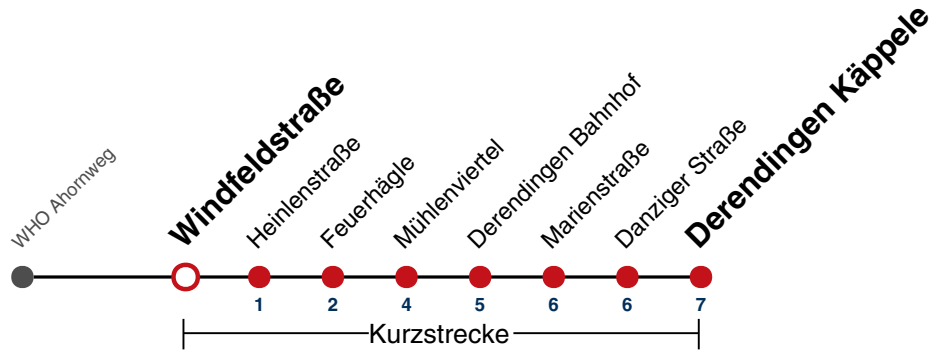 WHO Ahornweg
Windfeldstraße
Heinlenstraße
Feuerhägle
Mühlenviertel
Derendingen Bahnhof
Marienstraße
Danziger Straße
Derendingen Käppele
1 2 4 5 6 6 7
Kurzstrecke